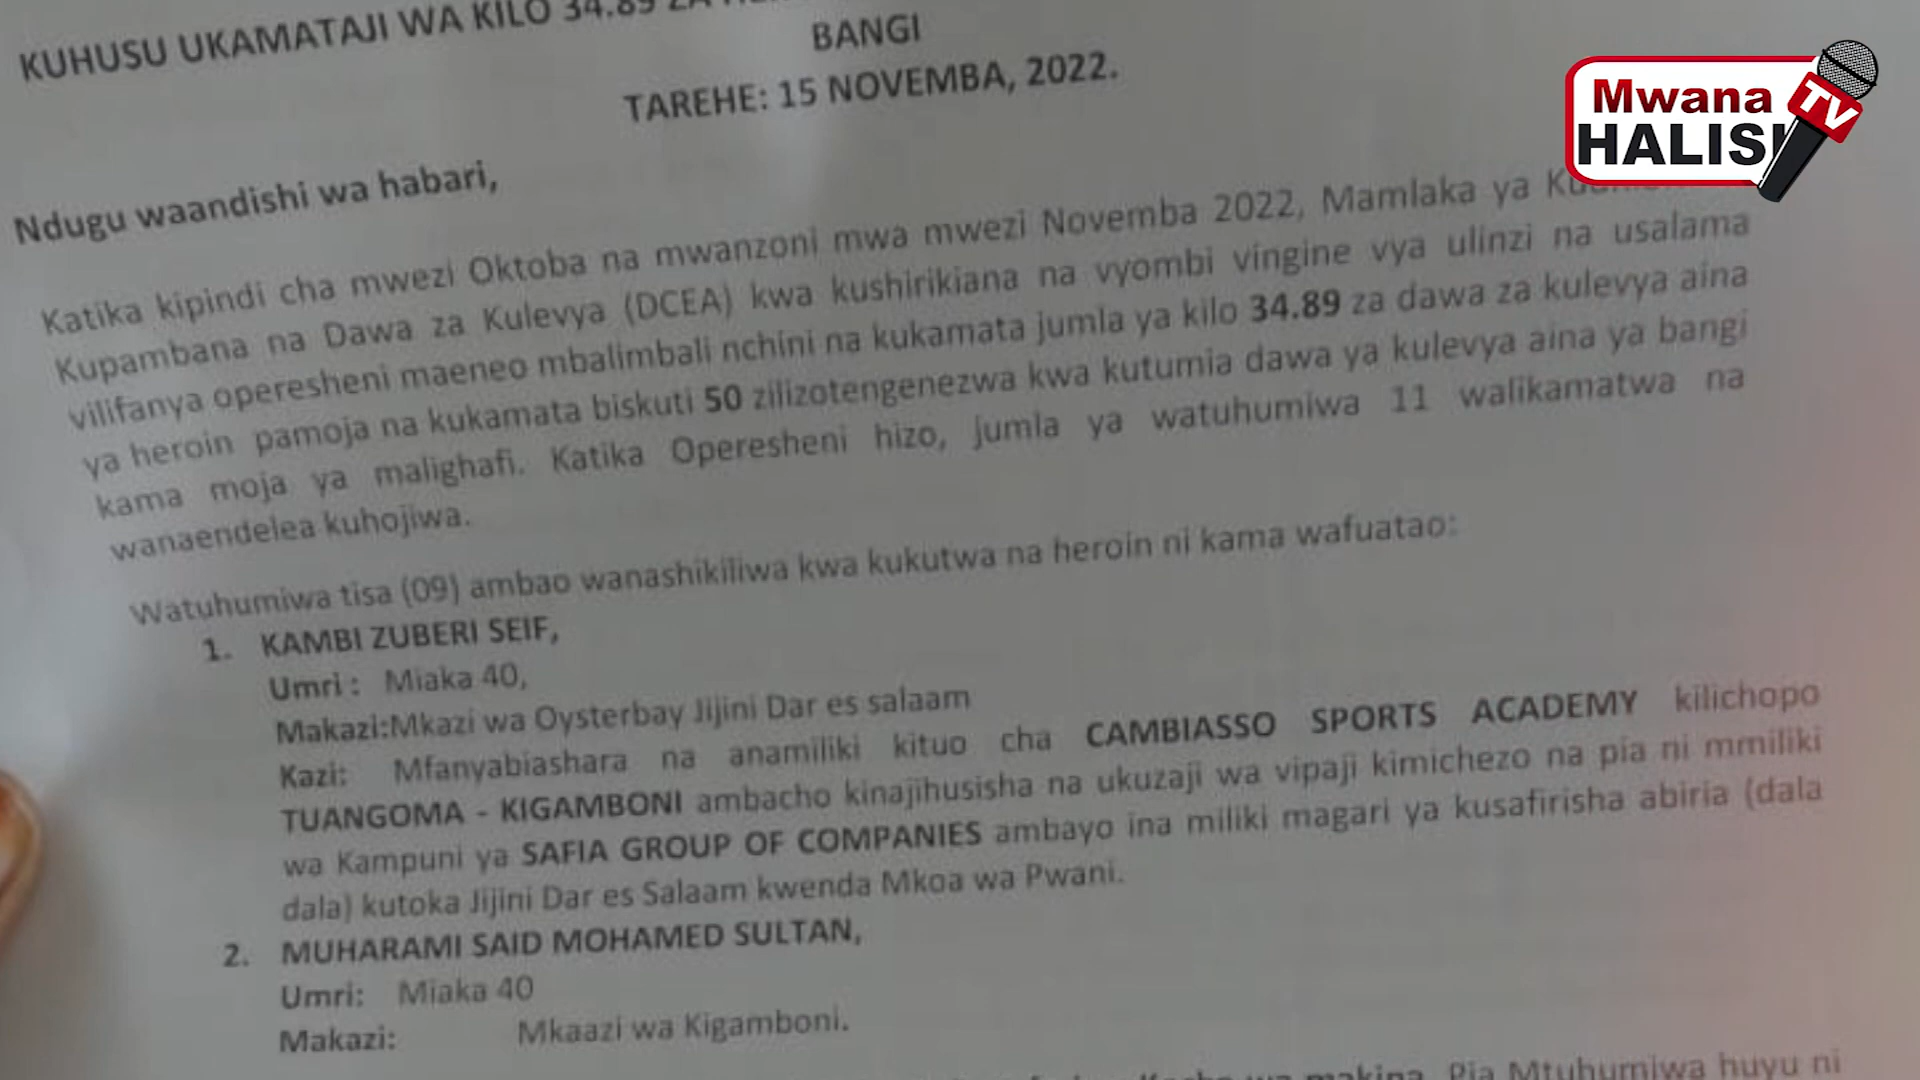 KUHUSU UKAMATAJI WA KILO 34.89 ZA
BANGI
TAREHE: 15 NOVEMBA, 2022.
Mwana
HALISI
TV
Ndugu waandishi wa habari,
Katika kipindi cha mwezi Oktoba na mwanzoni mwa mwezi Novemba 2022, Mamlaka ya
Kupambana na Dawa za Kulevya (DCEA) kwa kushirikiana na vyombi vingine vya ulinzi na usalama
vilifanya operesheni maeneo mbalimbali nchini na kukamata jumla ya kilo 34.89 za dawa za kulevya aina
ya heroin pamoja na kukamata biskuti 50 zilizotengenezwa kwa kutumia dawa ya kulevya aina ya bangi
kama moja ya malighafi. Katika Operesheni hizo, jumla ya watuhumiwa 11 walikamatwa na
wanaendelea kuhojiwa.
Watuhumiwa tisa (09) ambao wanashikiliwa kwa kukutwa na heroin ni kama wafuatao:
1. KAMBI ZUBERI SEIF,
Umri : Miaka 40,
Makazi:Mkazi wa Oysterbay Jijini Dar es salaam
Kazi: Mfanyabiashara na anamiliki kituo cha CAMBIASSO SPORTS ACADEMY kilichopo
TUANGOMA - KIGAMBONI ambacho kinajihusisha na ukuzaji wa vipaji kimichezo na pia ni mmiliki
wa Kampuni ya SAFIA GROUP OF COMPANIES ambayo ina miliki magari ya kusafirisha abiria (dala
dala) kutoka Jijini Dar es Salaam kwenda Mkoa wa Pwani.
2. MUHARAMI SAID MOHAMED SULTAN,
Umri: Miaka 40
Makazi: Mkaazi wa Kigamboni.
makina. Pia Mtuhumiwa huyu ni